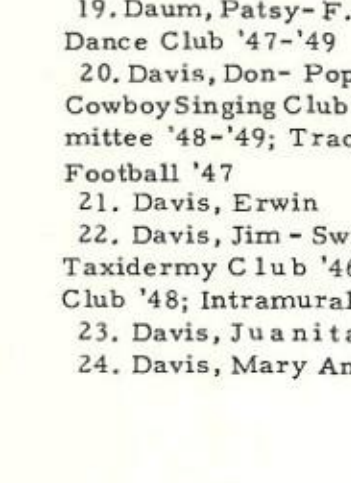 19. Daum, Patsy- F.
Dance Club '47-'49
20. Davis, Don- Pop
Cowboy Singing Club
mittee '48-'49; Trac
Football '47
21. Davis, Erwin
22. Davis, Jim - Sw
Taxidermy Club '46
Club '48; Intramural
23. Davis, Juanita
24. Davis, Mary An